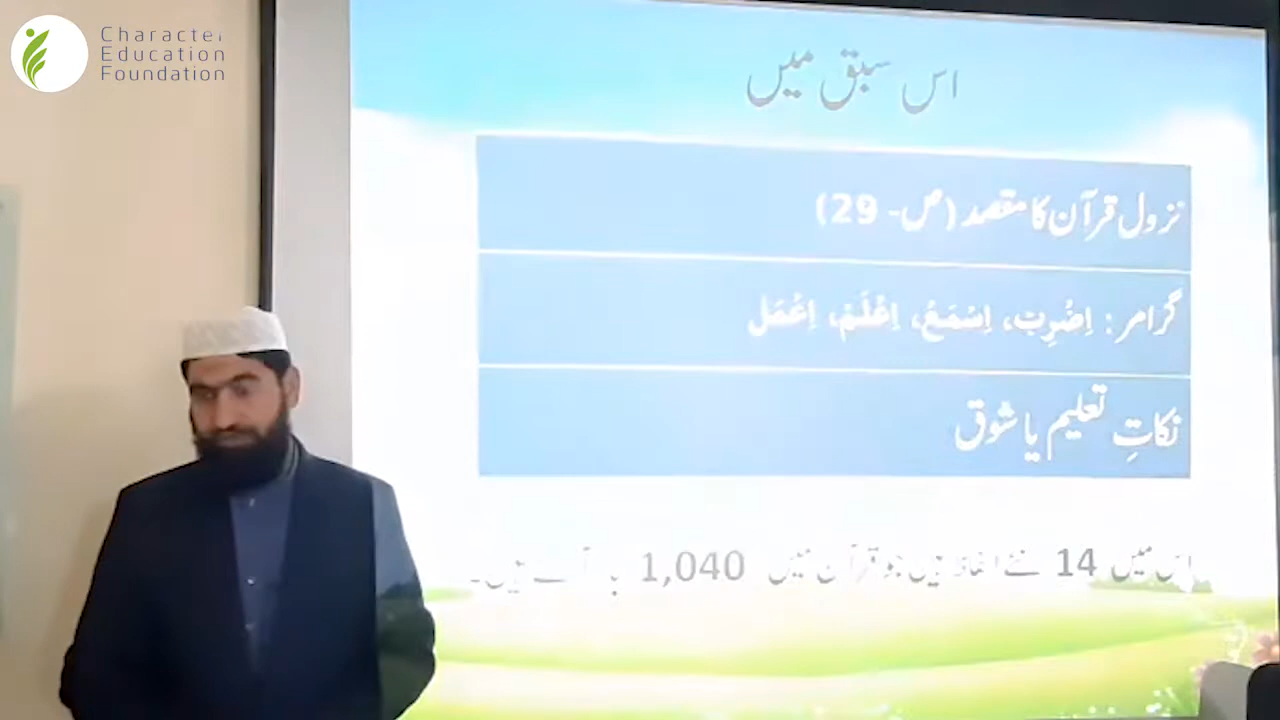 Character
Education
Foundation
اس سبق میں
نزول قرآن کا مقصد (ص- 29)
گرامر: اِضْرِبْ، اِسْمَعْ، اِعْلَمْ، اِعْمَل
نکاتِ تعلیم یا شوق
اس میں 14 نئے الفاظ ہیں جو قرآن میں 1,040 بار آئے ہیں۔